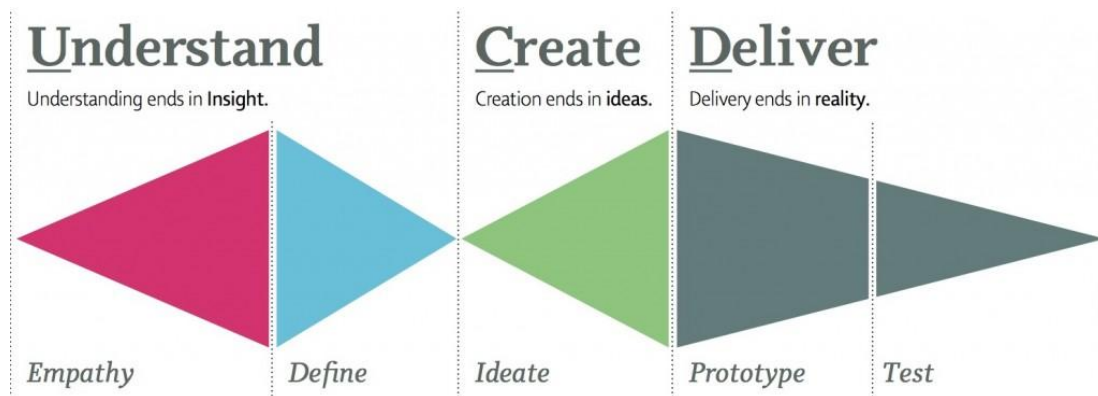 Understand
Understanding ends in Insight.
Create
Creation ends in ideas.
Deliver
Delivery ends in reality.
Empathy
Define
Ideate
Prototype
Test